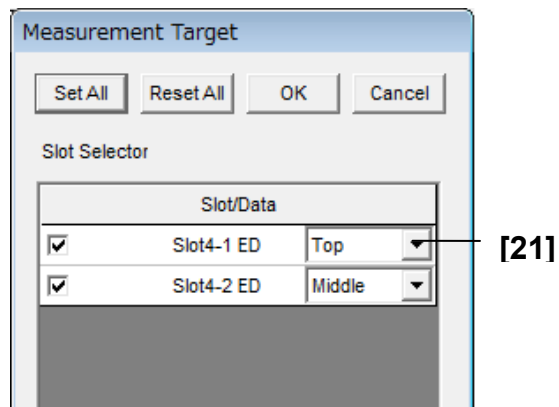 Measurement Target
Set All Reset All OK Cancel
Slot Selector
Slot/Data
Slot4-1 ED Top [21]
Slot4-2 ED Middle